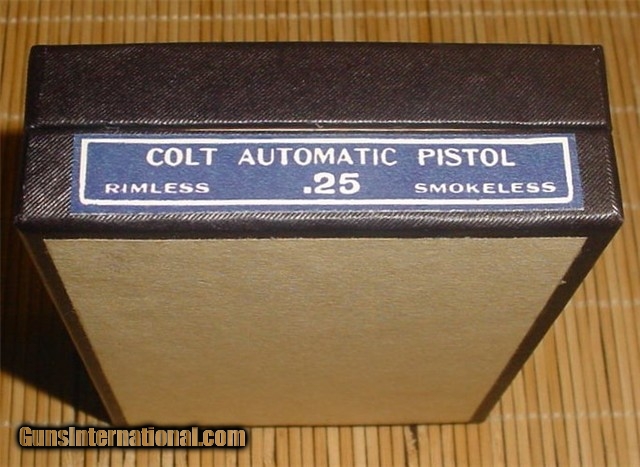 COLT AUTOMATIC PISTOL
RIMLESS .25 SMOKELESS
GunsInternational.com